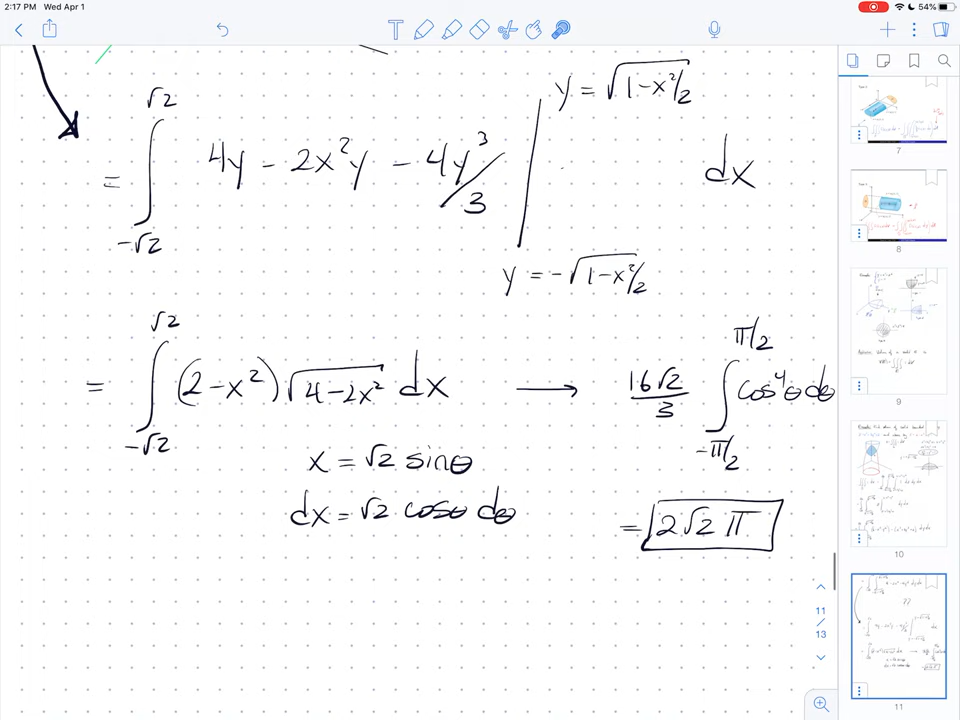 2:17 PM Wed Apr 1
54%
y = √(1-x²/2)
= ∫_{-√2}^{√2} 4y - 2x²y - 4y³/3 | dx
y = -√(1-x²/2)
= ∫_{-√2}^{√2} (2-x²) √(4-2x²) dx → 16√2/3 ∫_{-π/2}^{π/2} cos⁴θ dθ
x = √2 sinθ
dx = √2 cosθ dθ
= 2√2 π
7
8
9
10
11
11
/
13